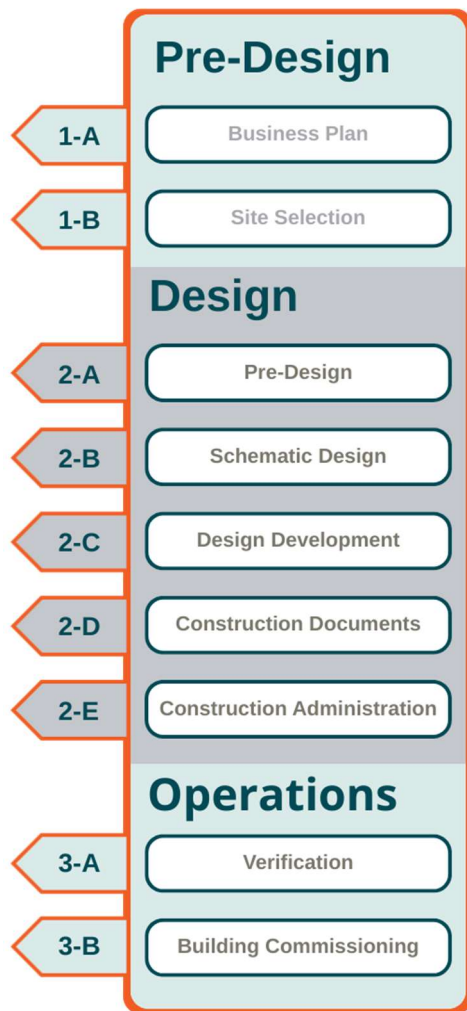 Pre-Design
1-A
Business Plan
1-B
Site Selection
Design
2-A
Pre-Design
2-B
Schematic Design
2-C
Design Development
2-D
Construction Documents
2-E
Construction Administration
Operations
3-A
Verification
3-B
Building Commissioning